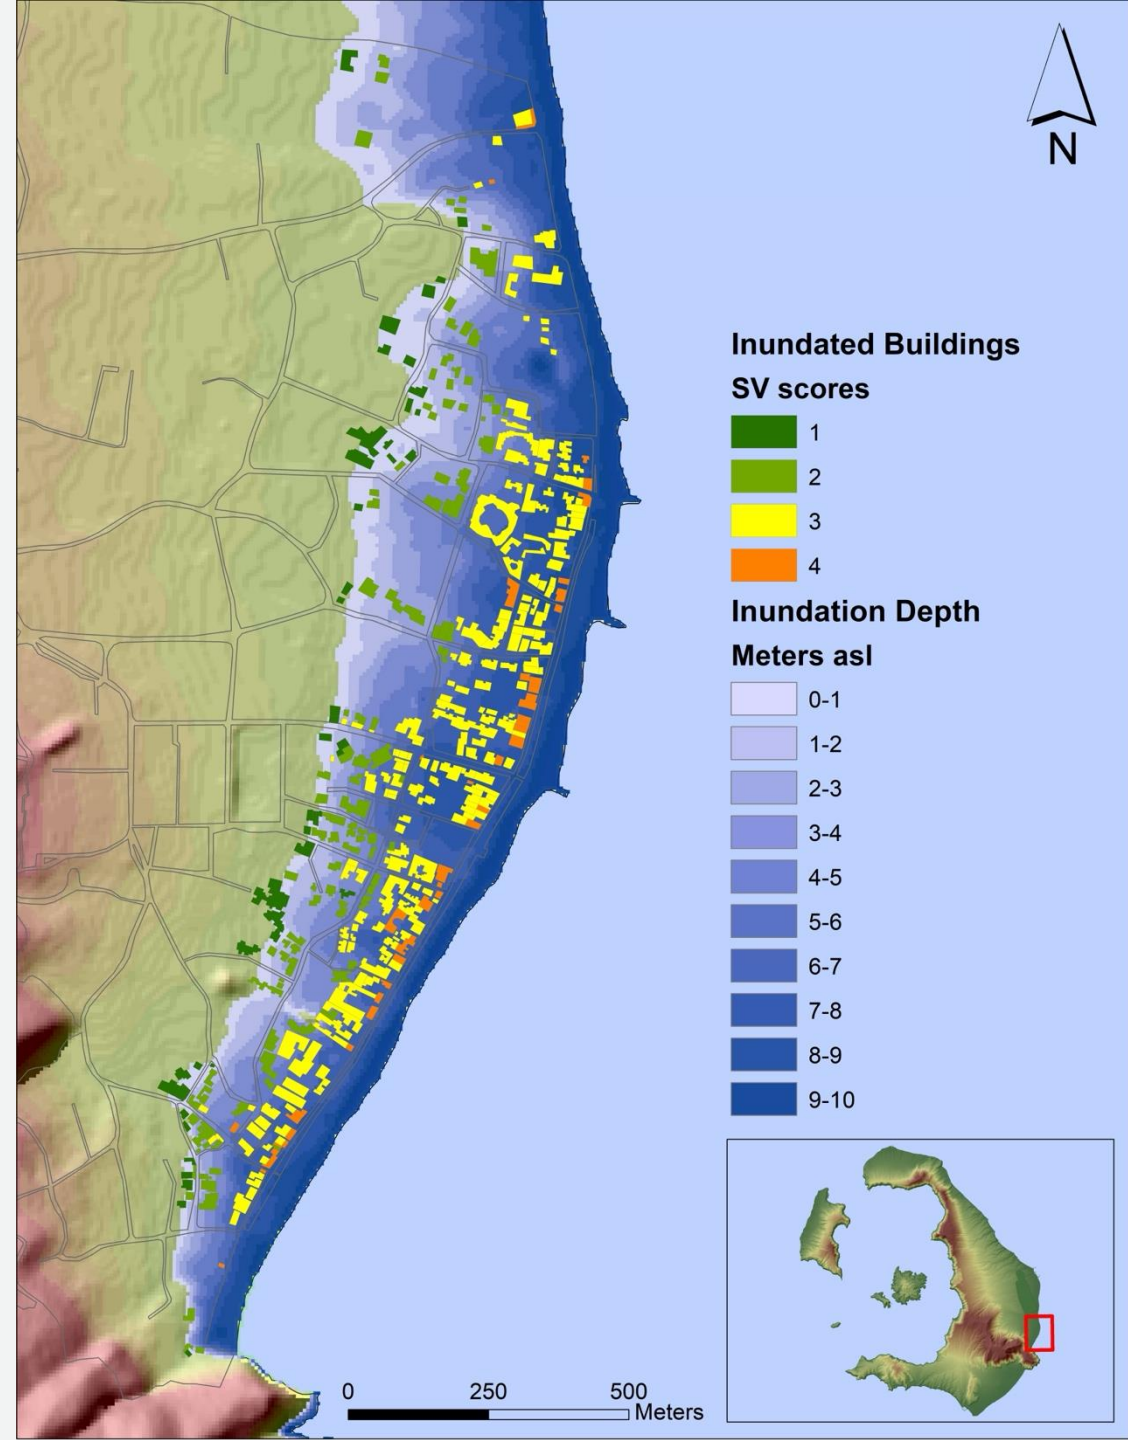 N
Inundated Buildings
SV scores
1
2
3
4
Inundation Depth
Meters asl
0-1
1-2
2-3
3-4
4-5
5-6
6-7
7-8
8-9
9-10
0 250 500
Meters